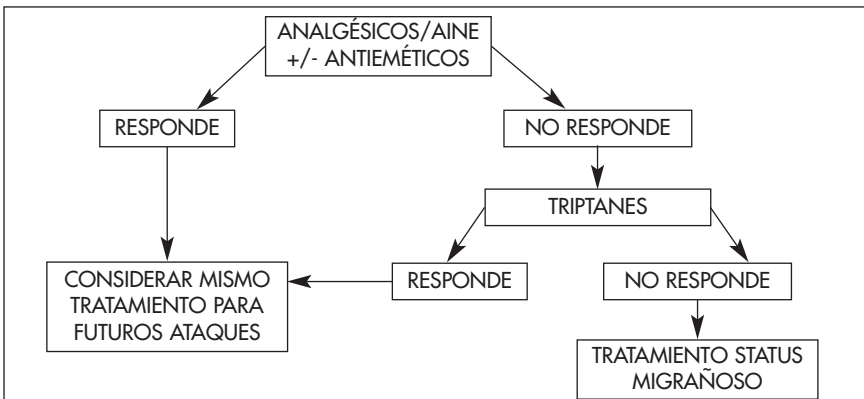 ANALGÉSICOS/AINE
+/- ANTIEMÉTICOS
RESPONDE
NO RESPONDE
TRIPTANES
RESPONDE
NO RESPONDE
CONSIDERAR MISMO
TRATAMIENTO PARA
FUTUROS ATAQUES
TRATAMIENTO STATUS
MIGRAÑOSO